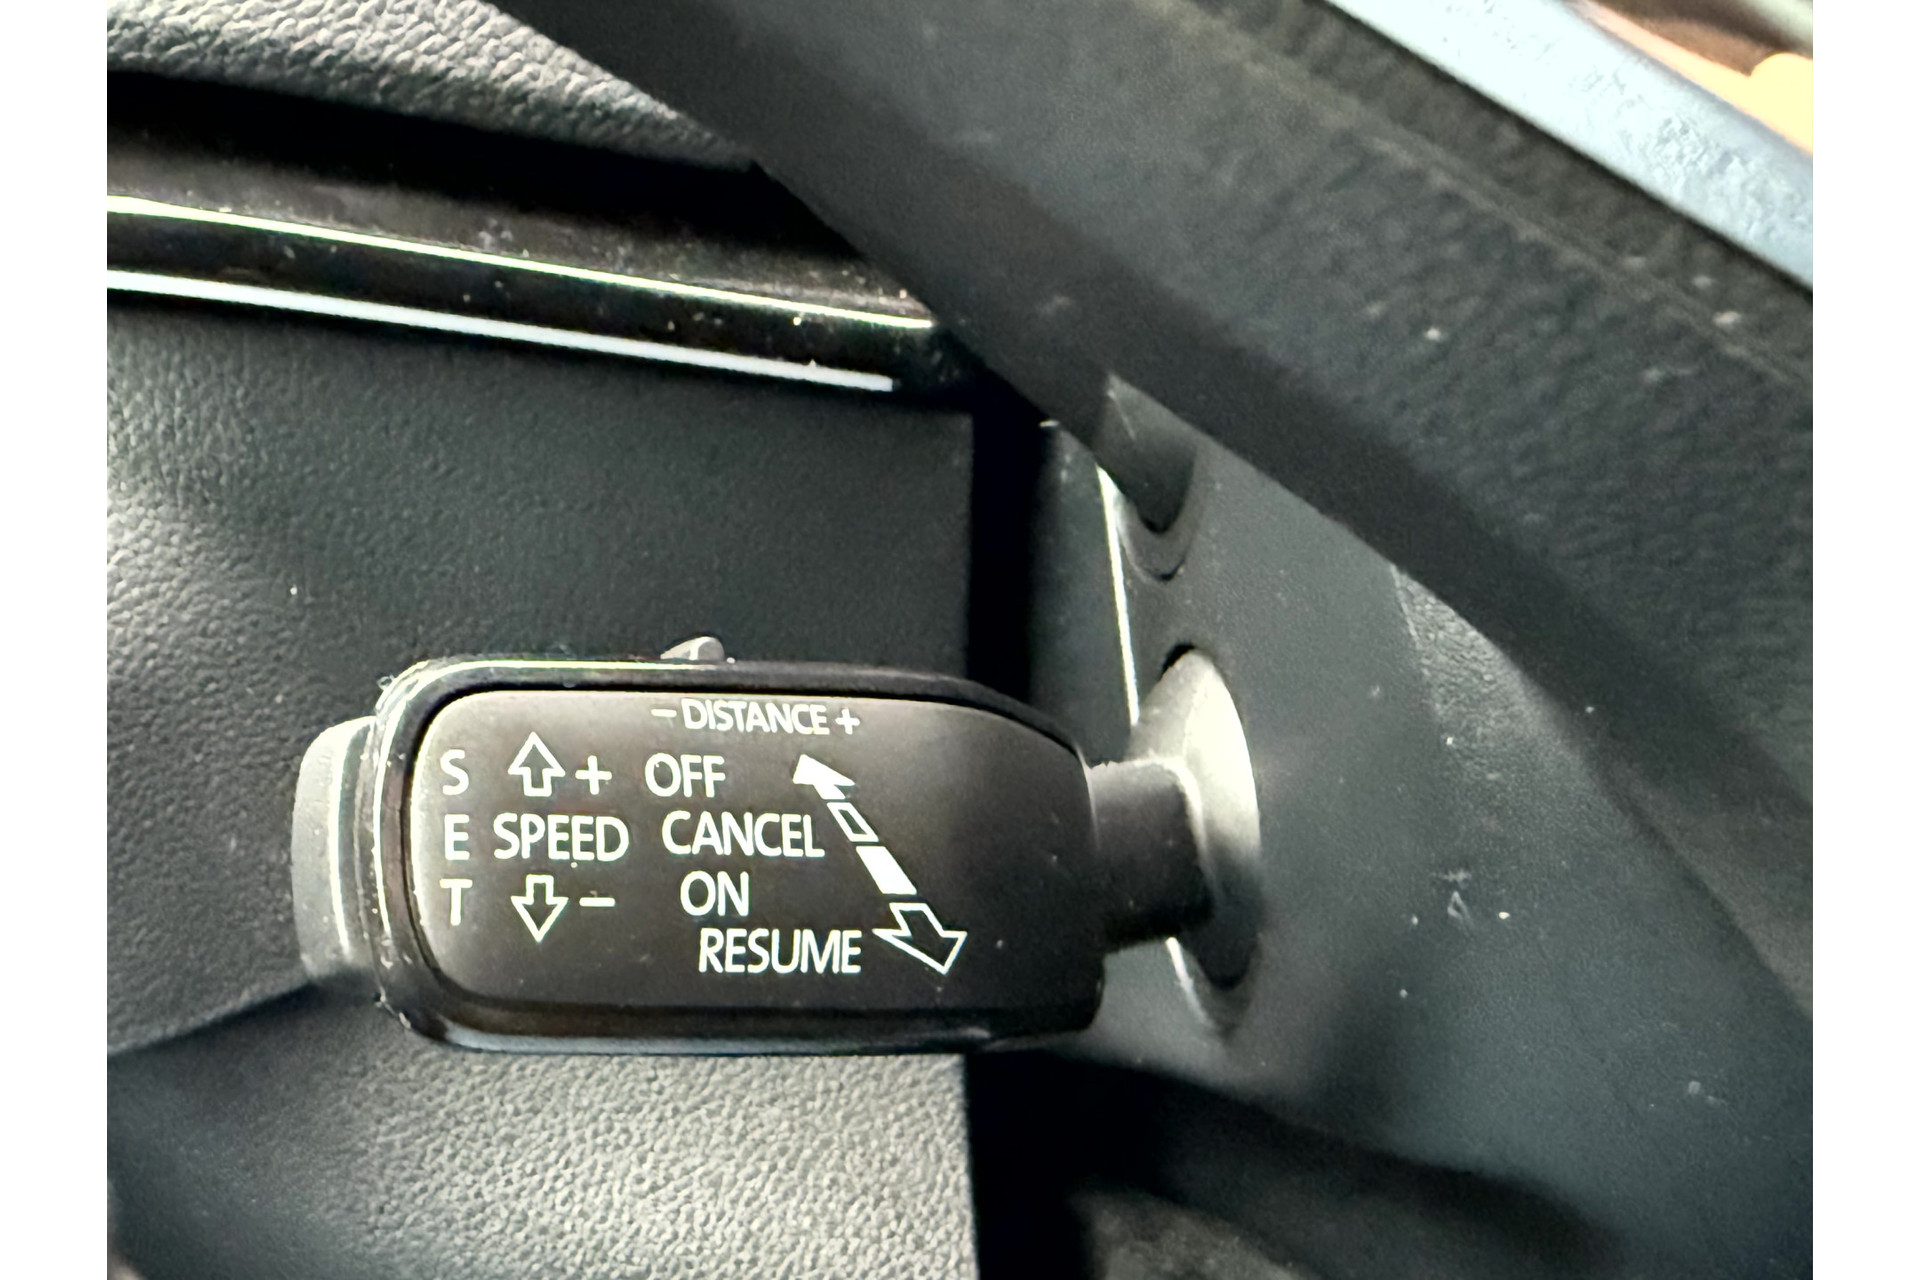 – DISTANCE +
S + OFF
E SPEED CANCEL
T – ON
RESUME